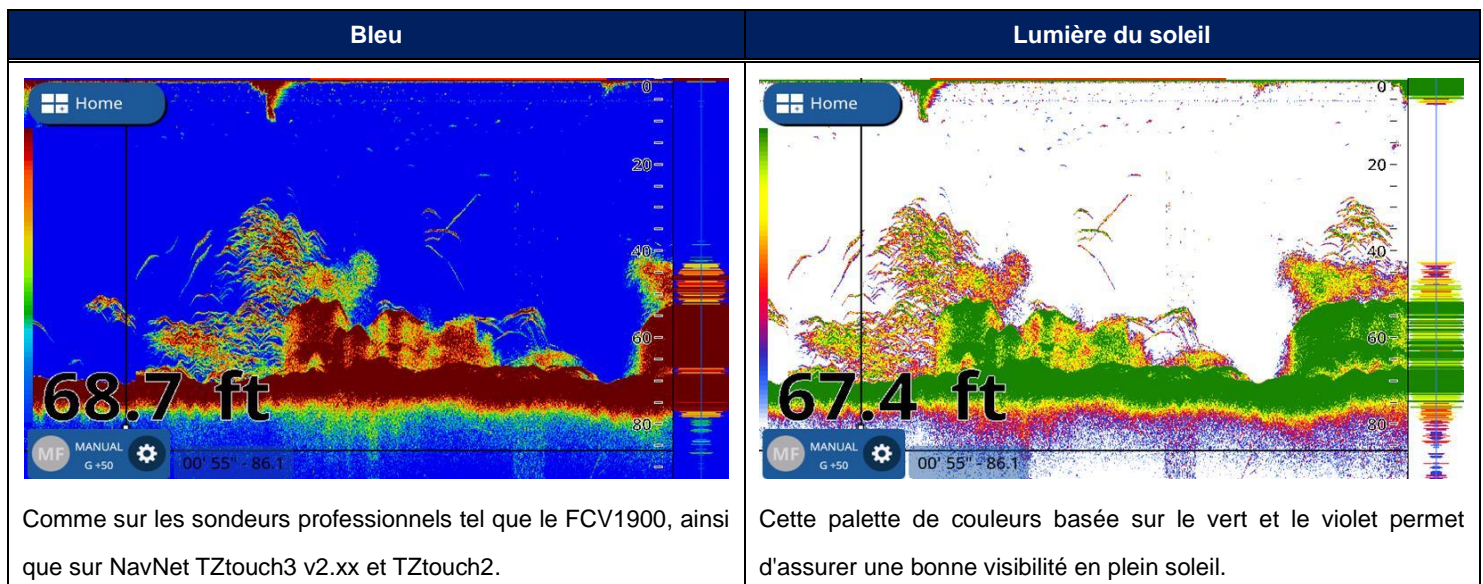 Bleu
Lumière du soleil
Home
0
20
40
60
80
68.7 ft
MF
MANUAL
G +50
00' 55" - 86.1
Home
0
20
40
60
80
67.4 ft
MF
MANUAL
G +50
00' 55" - 86.1
Comme sur les sondeurs professionnels tel que le FCV1900, ainsi
que sur NavNet TZtouch3 v2.xx et TZtouch2.
Cette palette de couleurs basée sur le vert et le violet permet
d'assurer une bonne visibilité en plein soleil.